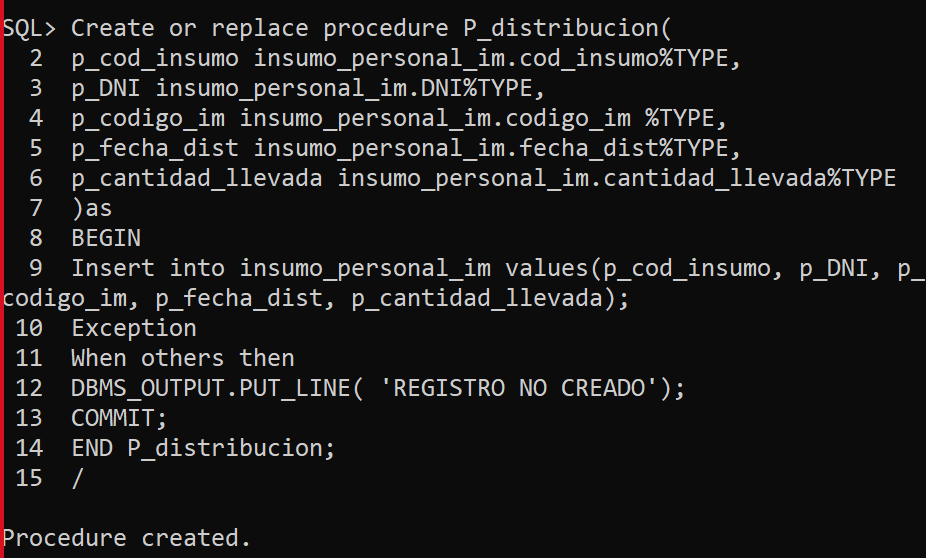 SQL> Create or replace procedure P_distribucion(
  2  p_cod_insumo insumo_personal_im.cod_insumo%TYPE,
  3  p_DNI insumo_personal_im.DNI%TYPE,
  4  p_codigo_im insumo_personal_im.codigo_im %TYPE,
  5  p_fecha_dist insumo_personal_im.fecha_dist%TYPE,
  6  p_cantidad_llevada insumo_personal_im.cantidad_llevada%TYPE
  7  )as
  8  BEGIN
  9  Insert into insumo_personal_im values(p_cod_insumo, p_DNI, p_
codigo_im, p_fecha_dist, p_cantidad_llevada);
 10  Exception
 11  When others then
 12  DBMS_OUTPUT.PUT_LINE( 'REGISTRO NO CREADO');
 13  COMMIT;
 14  END P_distribucion;
 15  /
Procedure created.